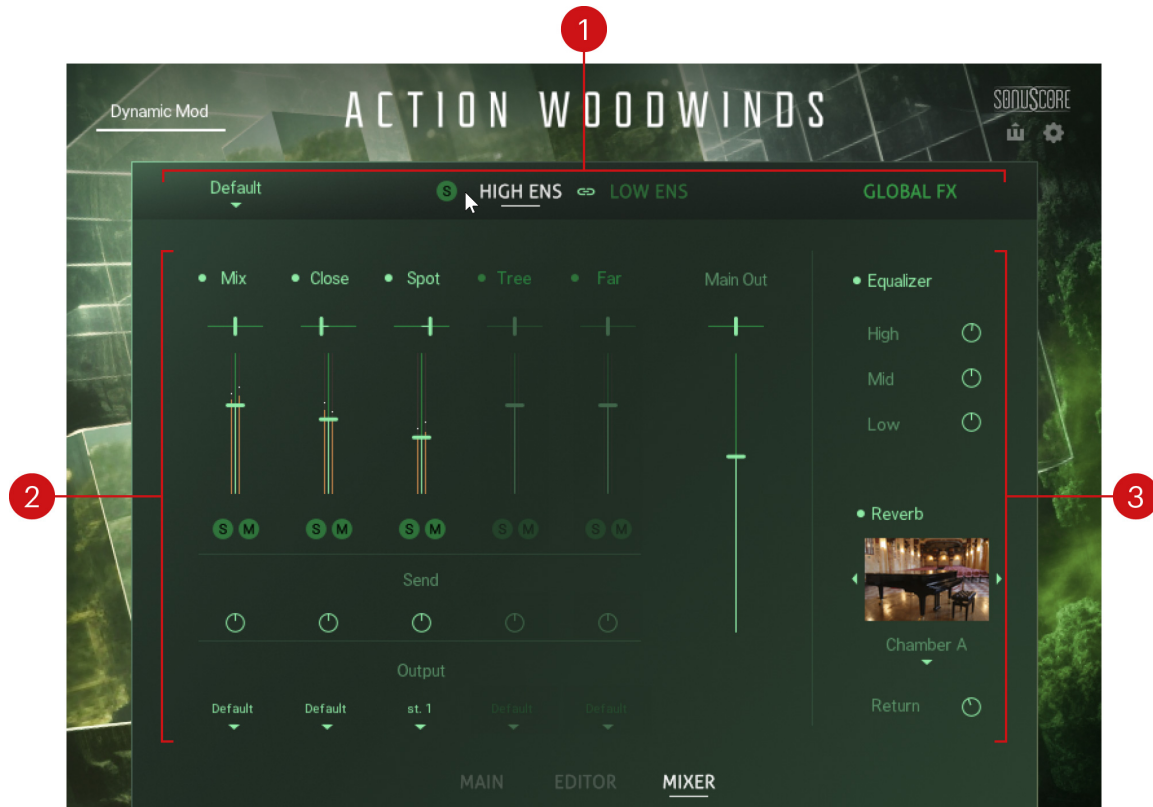 1
Dynamic Mod
ACTION WOODWINDS
SONUSCORE
Default
S HIGH ENS LOW ENS
GLOBAL FX
Mix Close Spot Tree Far
Main Out
Equalizer
High
Mid
Low
2
3
Reverb
S M S M S M S M S M
Send
Chamber A
Output
Return
Default Default st. 1 Default Default
MAIN EDITOR MIXER